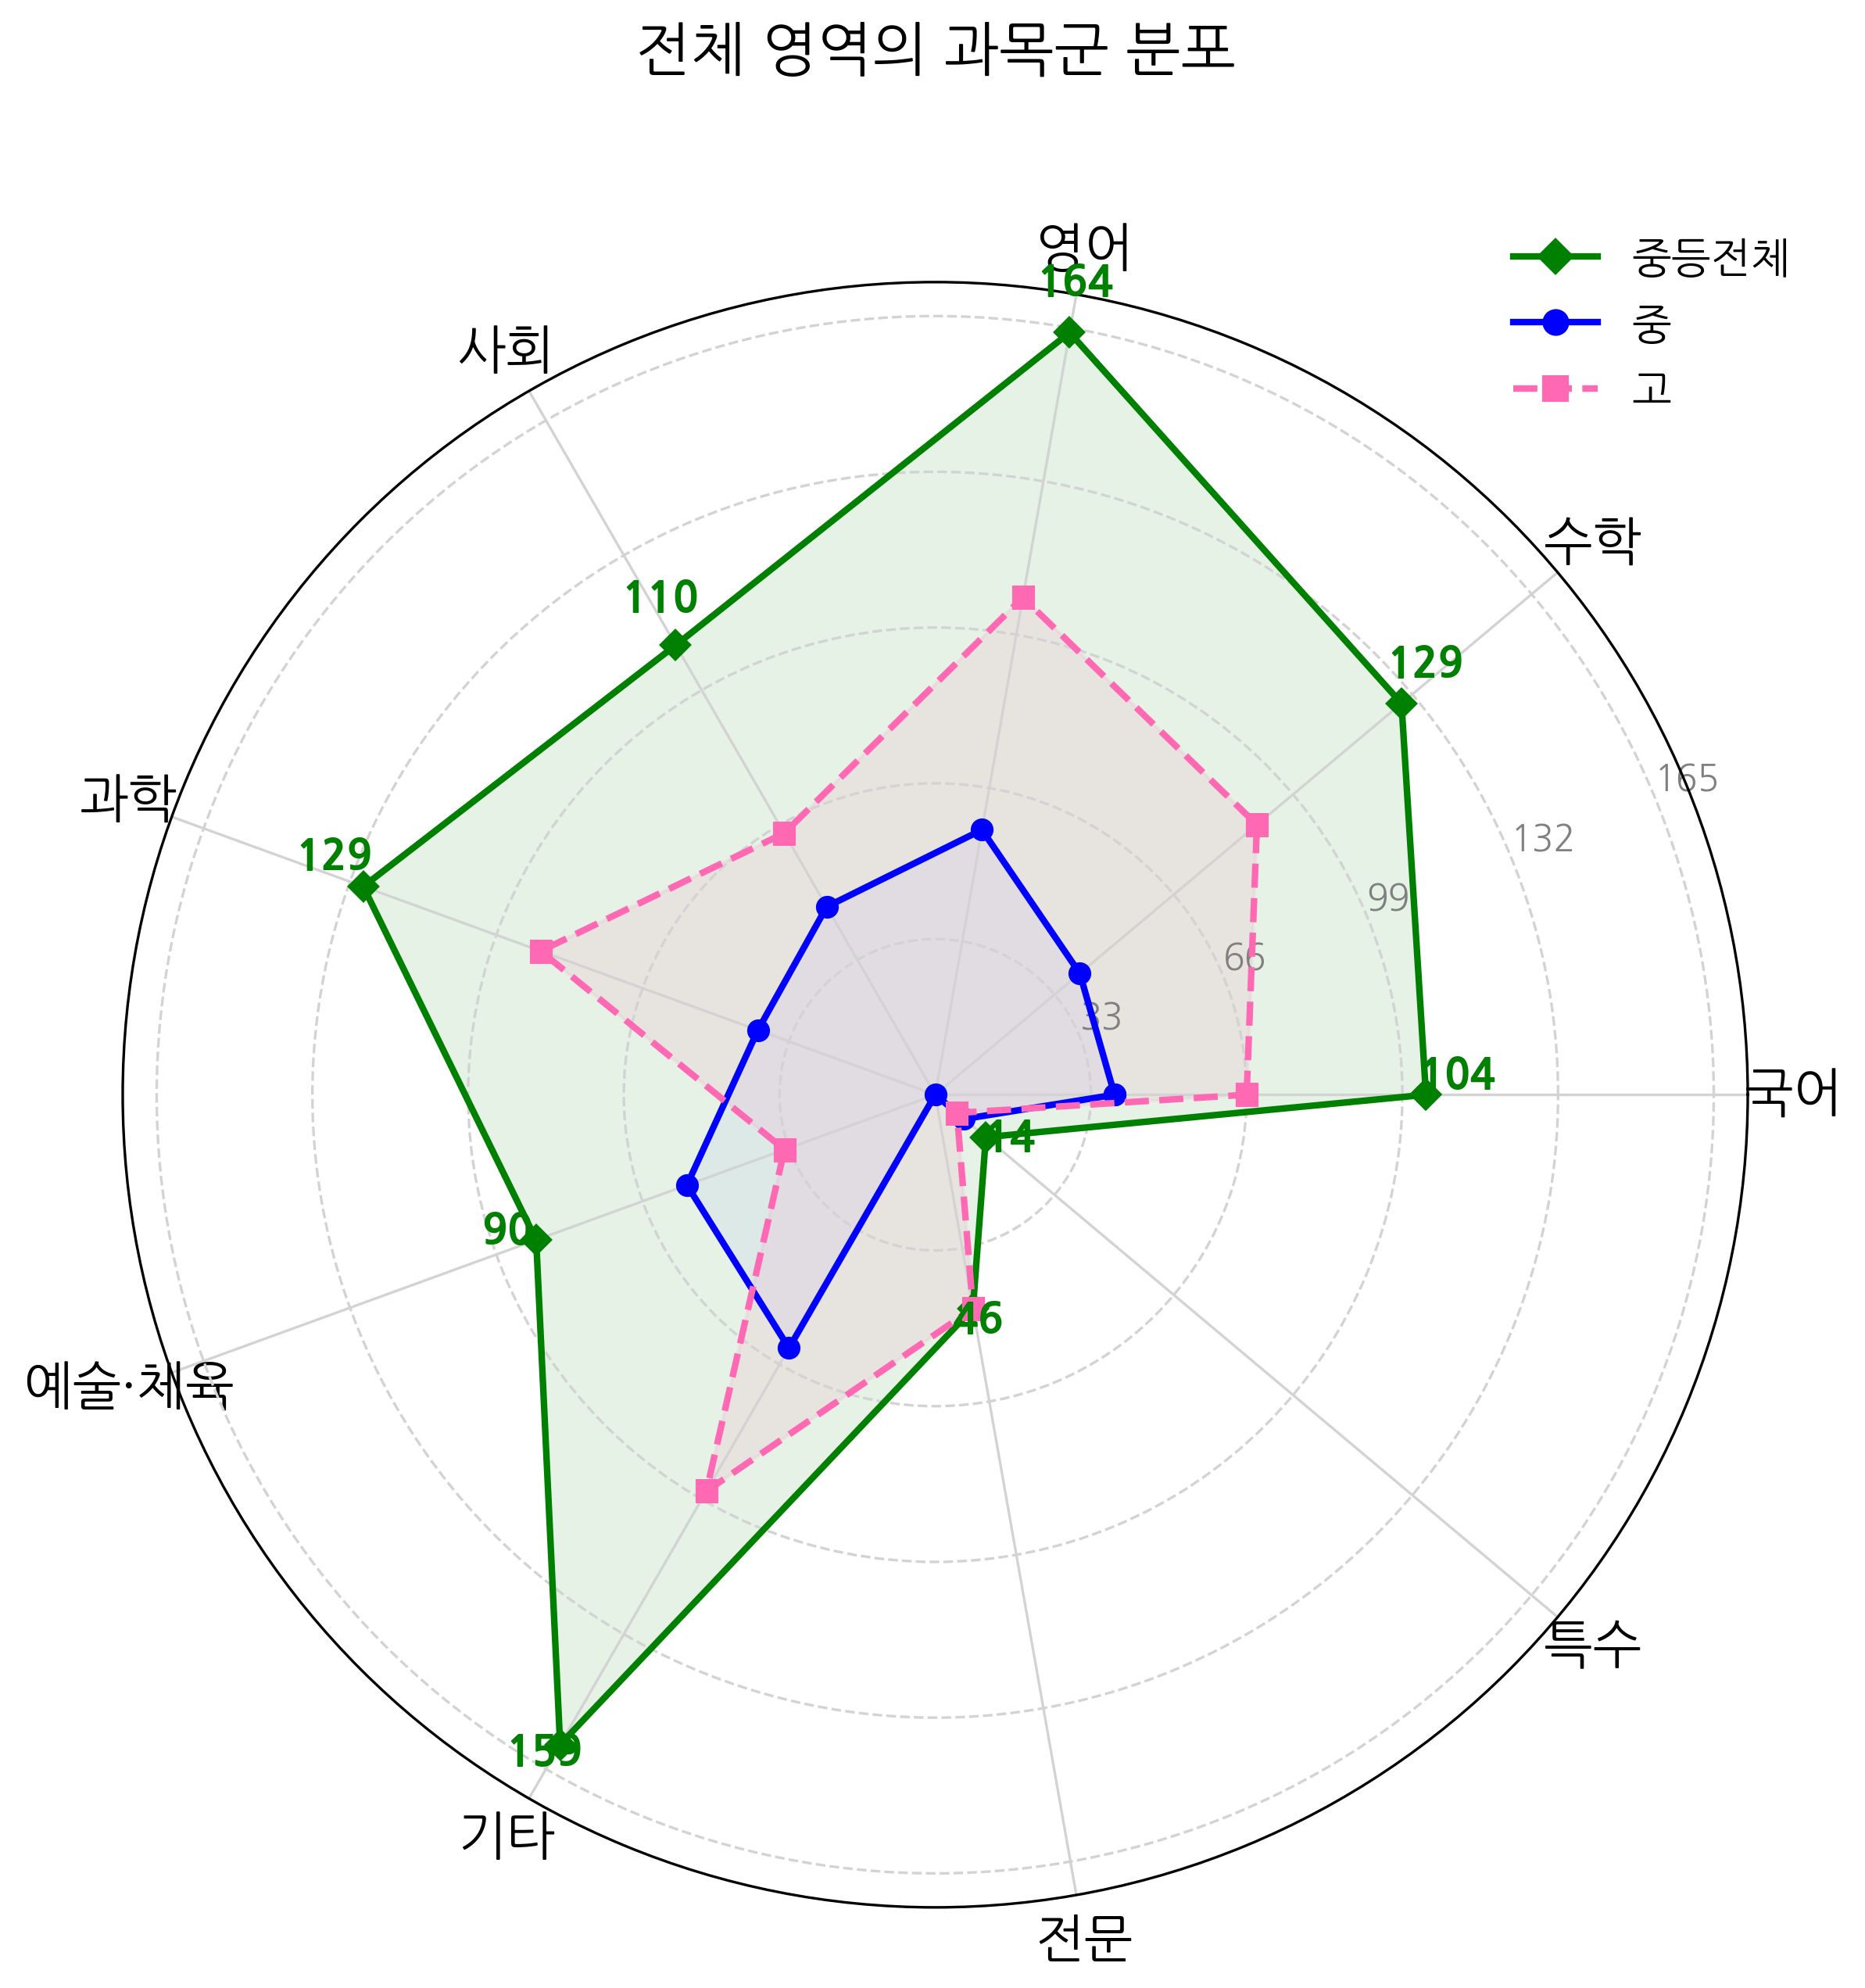 전체 영역의 과목군 분포
중등전체
중
고
영어
164
사회
수학
110
129
165
과학
129
132
99
66
33
국어
104
14
90
46
예술·체육
특수
159
기타
전문